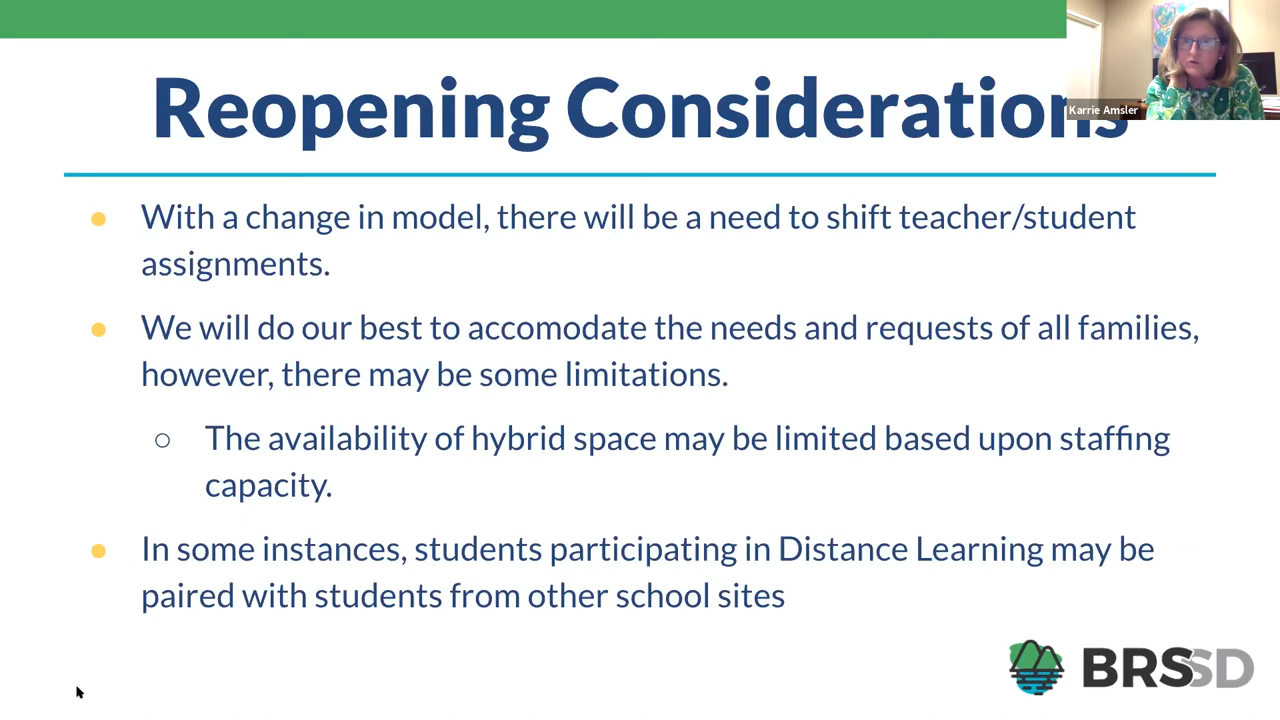 Reopening Considerations
Karrie Amsler
With a change in model, there will be a need to shift teacher/student
assignments.
We will do our best to accomodate the needs and requests of all families,
however, there may be some limitations.
The availability of hybrid space may be limited based upon staffing
capacity.
In some instances, students participating in Distance Learning may be
paired with students from other school sites
BRSSD